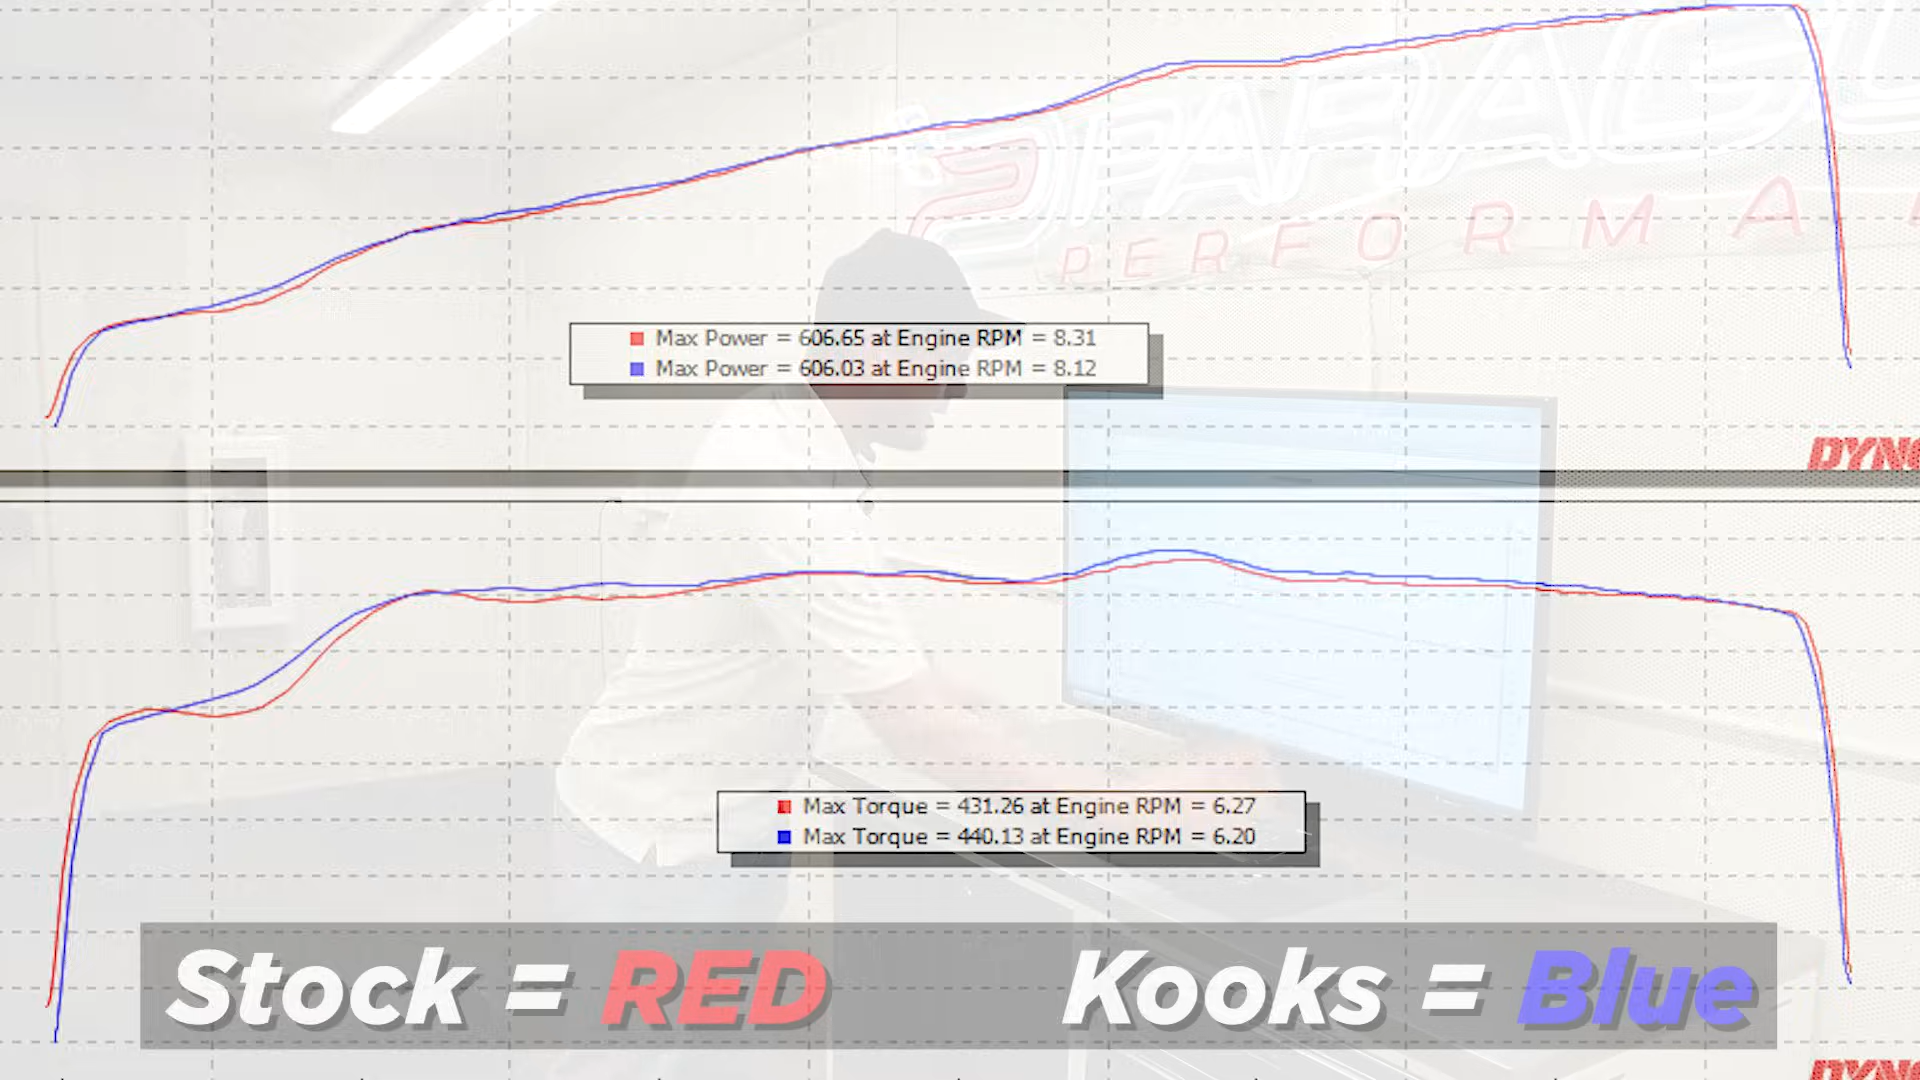 PERFORMA
Max Power = 606.65 at Engine RPM = 8.31
Max Power = 606.03 at Engine RPM = 8.12
Max Torque = 431.26 at Engine RPM = 6.27
Max Torque = 440.13 at Engine RPM = 6.20
Stock = RED
Kooks = Blue